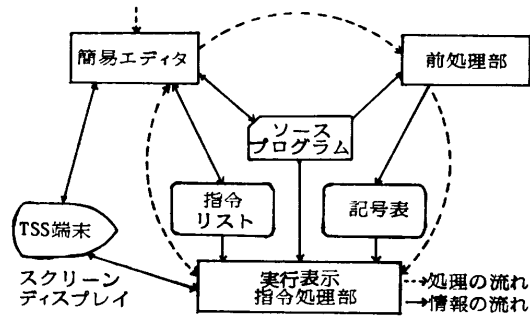 簡易エディタ
前処理部
ソース
プログラム
指令
リスト
記号表
TSS端末
スクリーン
ディスプレイ
実行表示
指令処理部
処理の流れ
情報の流れ